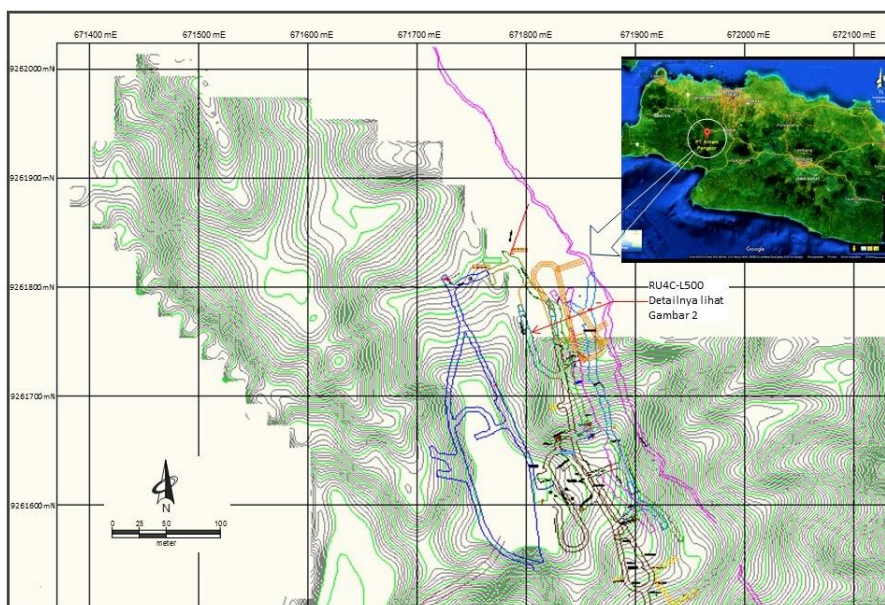 671400 mE 671500 mE 671600 mE 671700 mE 671800 mE 671900 mE 672000 mE 672100 mE
9262000 mN
9261900 mN
9261800 mN
9261700 mN
9261600 mN
PT Antam
Pongkor
Google
RU4C-L500
Detailnya lihat
Gambar 2
N
0 25 50 100
meter